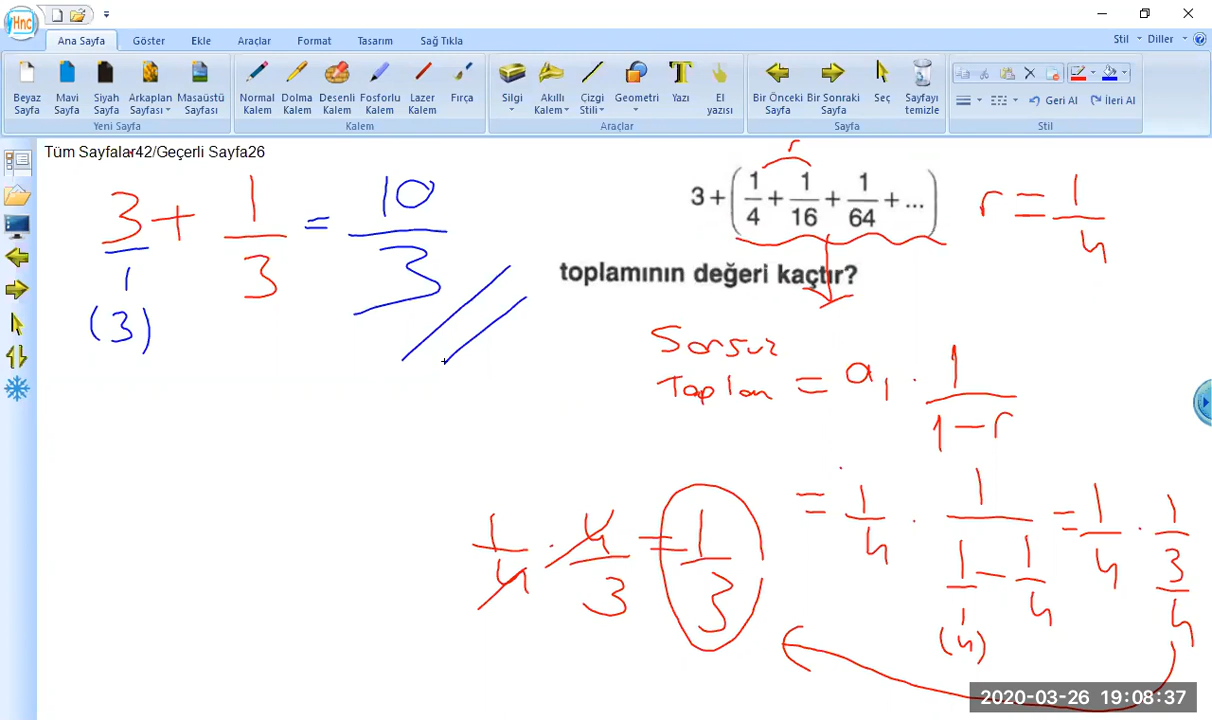 Hnc
Ana Sayfa Göster Ekle Araçlar Format Tasarım Sağ Tıkla
Stil Diller
Beyaz Sayfa Mavi Sayfa Siyah Sayfa Arkaplan Sayfası Masaüstü Sayfası
Normal Kalem Dolma Kalem Desenli Kalem Fosforlu Kalem Lazer Kalem Fırça
Silgi Akıllı Kalem Çizgi Stili Geometri Yazı El yazısı
Bir Önceki Sayfa Bir Sonraki Sayfa Seç Sayfayı temizle
Geri Al İleri Al
Yeni Sayfa Kalem Araçlar Sayfa Stil
Tüm Sayfalar42/Geçerli Sayfa26
3/1 + 1/3 = 10/3
(3)
r
3 + (1/4 + 1/16 + 1/64 + ...)
r = 1/4
toplamının değeri kaçtır?
Sonsuz
Toplam = a₁ · 1/(1-r)
= 1/4 · 1/(1/1 - 1/4) = 1/4 · 1/(3/4)
(4)
1/4 · 4/3 = 1/3
2020-03-26 19:08:37